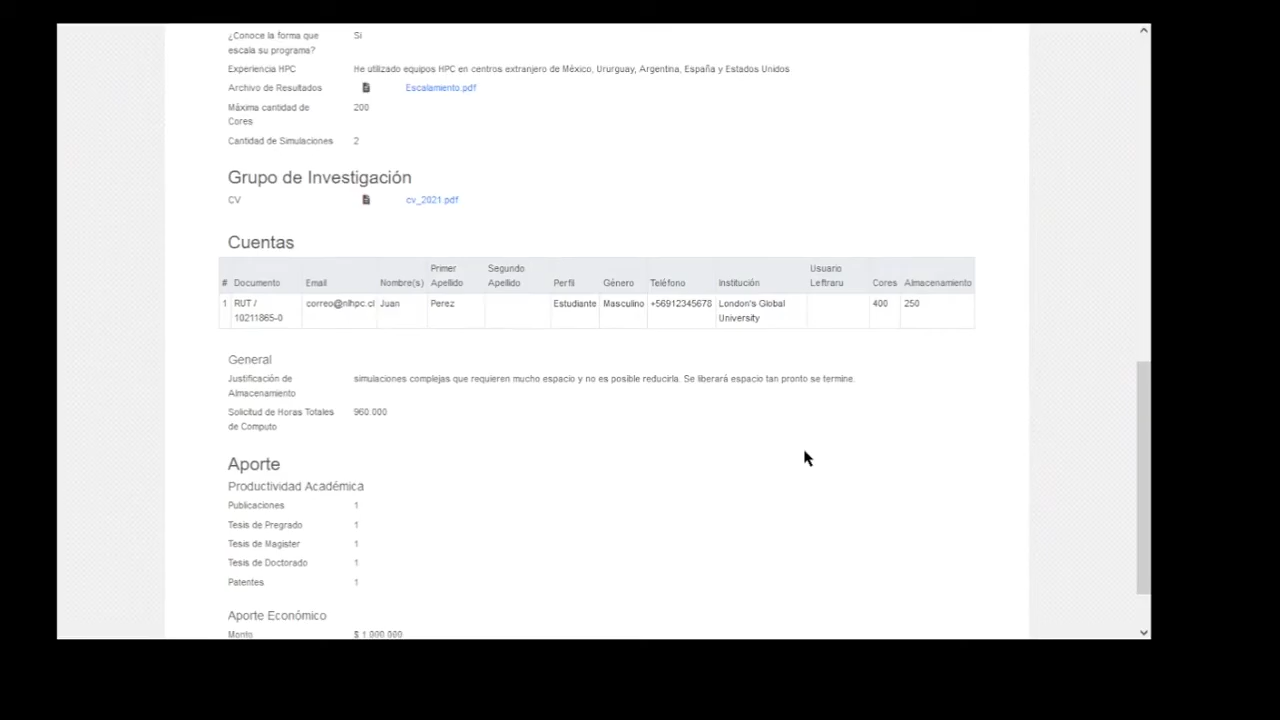 ¿Conoce la forma que Si
escala su programa?
Experiencia HPC He utilizado equipos HPC en centros extranjero de México, Ururguay, Argentina, España y Estados Unidos
Archivo de Resultados Escalamiento.pdf
Máxima cantidad de 200
Cores
Cantidad de Simulaciones 2
Grupo de Investigación
CV cv_2021.pdf
Cuentas
Primer Segundo Usuario
# Documento Email Nombre(s) Apellido Apellido Perfil Género Teléfono Institución Leftraru Cores Almacenamiento
1 RUT / correo@nlhpc.cl Juan Perez Estudiante Masculino +56912345678 London's Global 400 250
10211865-0 University
General
Justificación de simulaciones complejas que requieren mucho espacio y no es posible reducirla. Se liberará espacio tan pronto se termine.
Almacenamiento
Solicitud de Horas Totales 960.000
de Computo
Aporte
Productividad Académica
Publicaciones 1
Tesis de Pregrado 1
Tesis de Magister 1
Tesis de Doctorado 1
Patentes 1
Aporte Económico
Monto $ 1.000.000